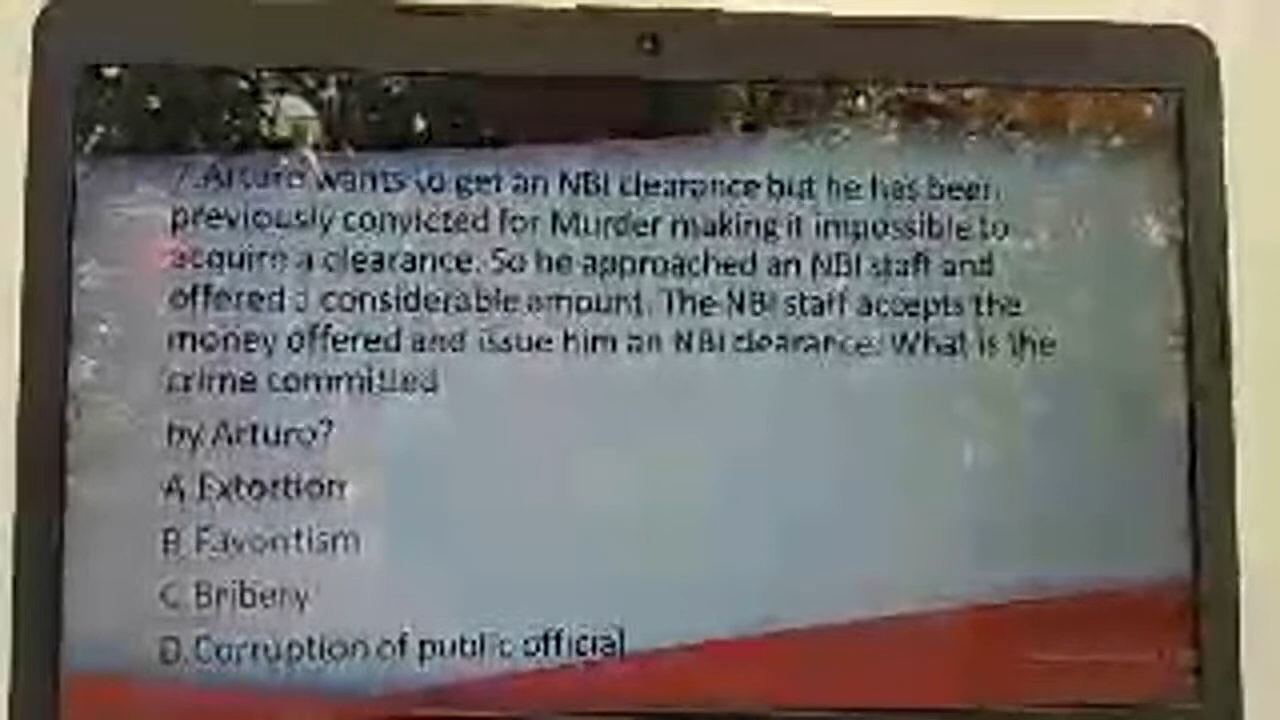 7. Arturo wants to get an NBI clearance but he has been
previously convicted for Murder making it impossible to
acquire a clearance. So he approached an NBI staff and
offered a considerable amount. The NBI staff accepts the
money offered and issue him an NBI clearance. What is the
crime committed
by Arturo?
A. Extortion
B. Favoritism
C. Bribery
D. Corruption of public official